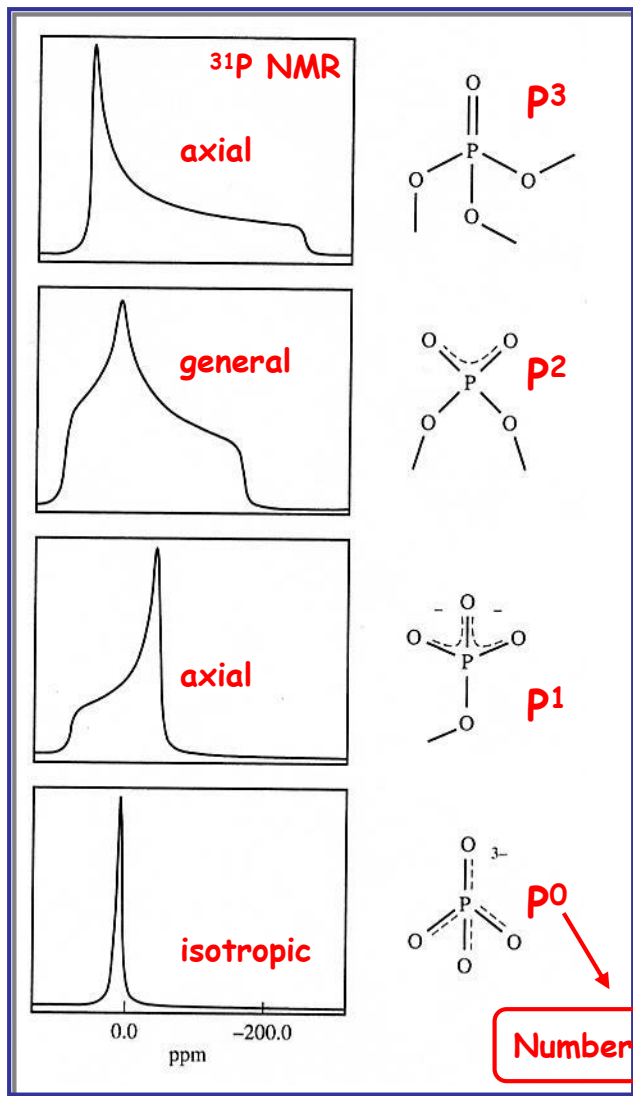 ³¹P NMR
axial
O
P
O
O
O
P³
general
O
O
P
O
O
P²
axial
– O –
O
O
P
O
P¹
isotropic
O 3–
P
O
O
O
P⁰
0.0 –200.0
ppm
Number